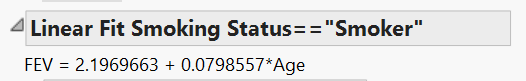 Linear Fit Smoking Status=="Smoker"
FEV = 2.1969663 + 0.0798557*Age